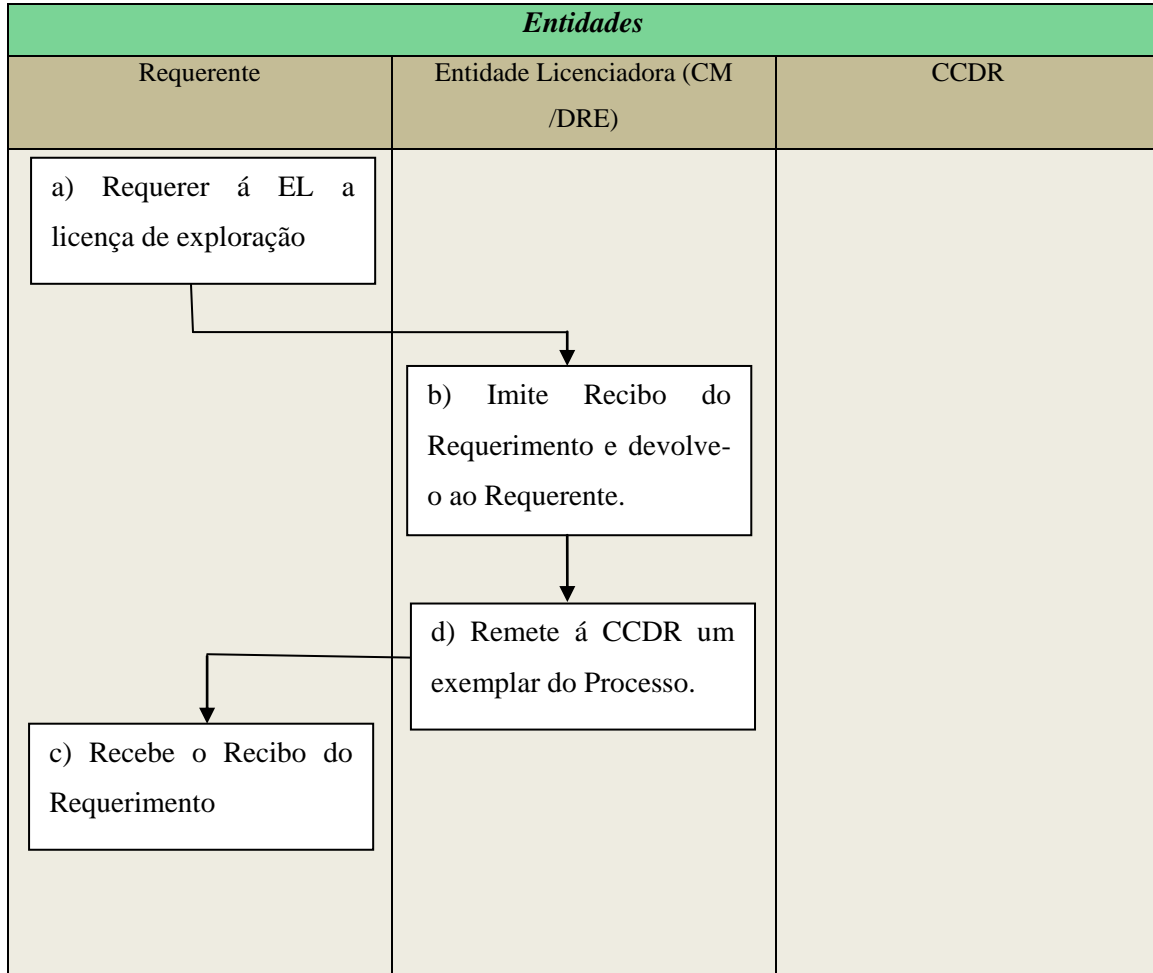 Entidades
Requerente
Entidade Licenciadora (CM
/DRE)
CCDR
a) Requerer á EL a
licença de exploração
b) Imite Recibo do
Requerimento e devolve-
o ao Requerente.
d) Remete á CCDR um
exemplar do Processo.
c) Recebe o Recibo do
Requerimento